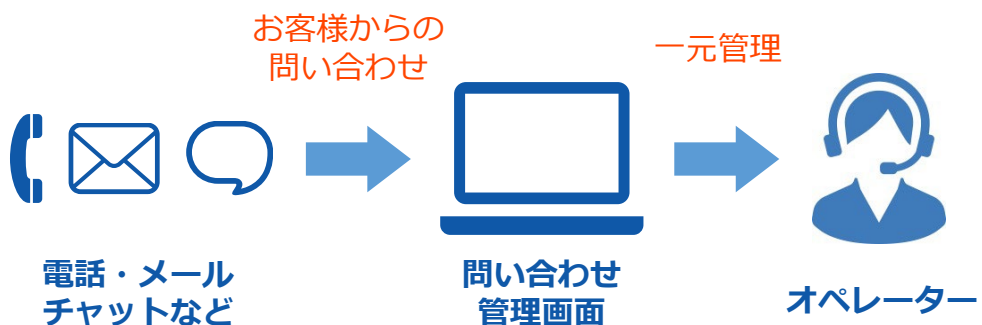 お客様からの
問い合わせ
一元管理
電話・メール
チャットなど
問い合わせ
管理画面
オペレーター